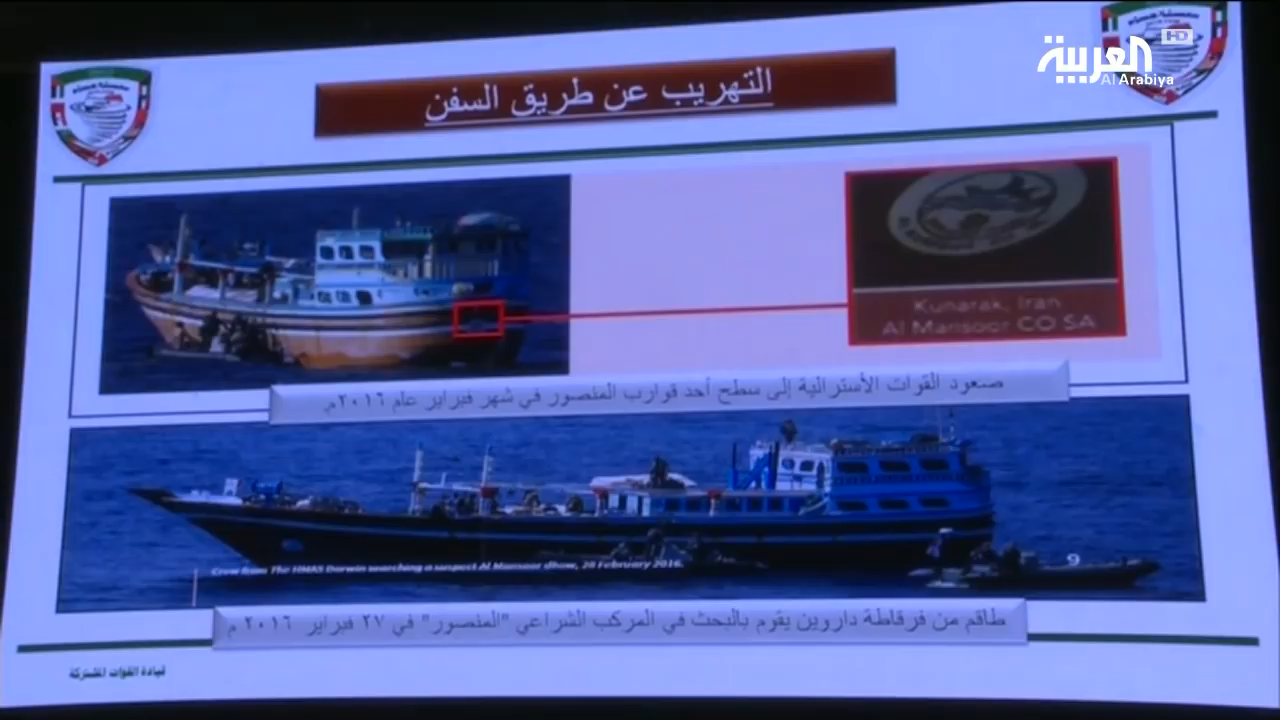 العربية HD
Al Arabiya
التهريب عن طريق السفن
Kunarak, Iran
Al Mansoor CO SA
صعود القوات الأسترالية إلى سطح أحد قوارب المنصور في شهر فبراير عام ٢٠١٦م.
Crew from The HMAS Darwin searching a suspect Al Mansoor dhow, 28 February 2016.
9
طاقم من فرقاطة داروين يقوم بالبحث في المركب الشراعي "المنصور" في ٢٧ فبراير ٢٠١٦ م
قيادة القوات المشتركة